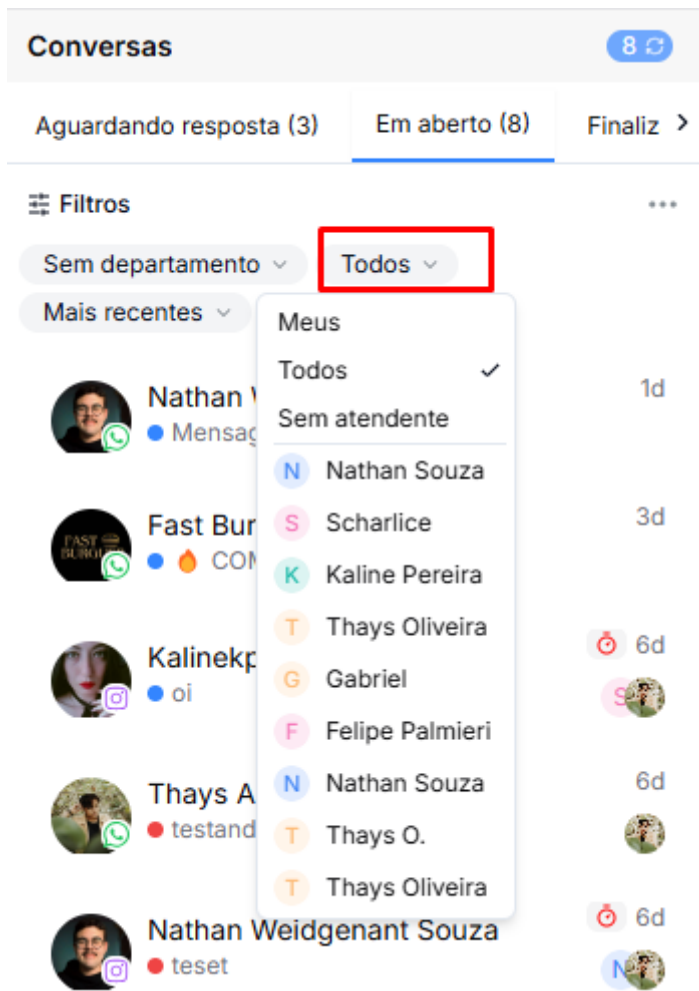 Conversas
8
Aguardando resposta (3)
Em aberto (8)
Finaliz
Filtros
Sem departamento
Todos
Mais recentes
Meus
Todos
Sem atendente
N Nathan Souza
S Scharlice
K Kaline Pereira
T Thays Oliveira
G Gabriel
F Felipe Palmieri
N Nathan Souza
T Thays O.
T Thays Oliveira
Nathan
1d
Mensag
FAST
BURGUER
Fast Bur
3d
COM
Kalinekp
6d
oi
S
Thays A
6d
testand
Nathan Weidgenant Souza
6d
teset
N